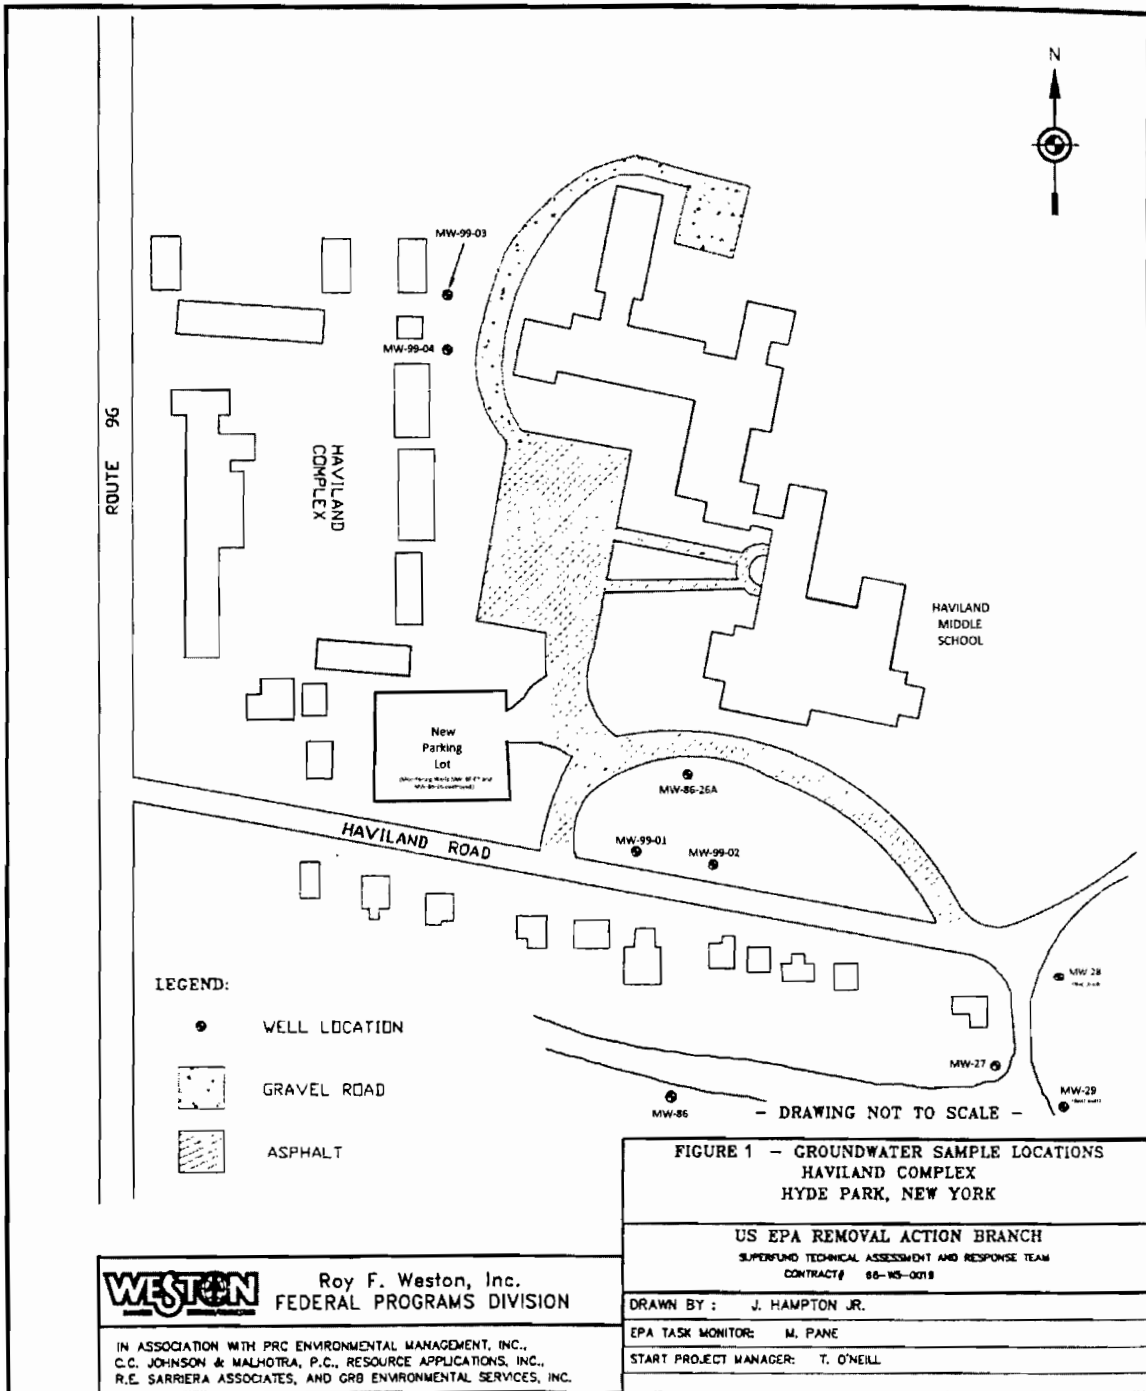 N
MW-99-03
MW-99-04
ROUTE 9G
HAVILAND
COMPLEX
HAVILAND
MIDDLE
SCHOOL
New
Parking
Lot
MW-86-26A
MW-99-01
MW-99-02
HAVILAND ROAD
MW-28
MW-27
MW-29
MW-86
LEGEND:
WELL LOCATION
GRAVEL ROAD
ASPHALT
- DRAWING NOT TO SCALE -
FIGURE 1 - GROUNDWATER SAMPLE LOCATIONS
HAVILAND COMPLEX
HYDE PARK, NEW YORK
US EPA REMOVAL ACTION BRANCH
SUPERFUND TECHNICAL ASSESSMENT AND RESPONSE TEAM
CONTRACT#
WESTON
Roy F. Weston, Inc.
FEDERAL PROGRAMS DIVISION
DRAWN BY : J. HAMPTON JR.
EPA TASK MONITOR: M. PANE
START PROJECT MANAGER: T. O'NEILL
IN ASSOCIATION WITH PRC ENVIRONMENTAL MANAGEMENT, INC.,
C.C. JOHNSON & MALHOTRA, P.C., RESOURCE APPLICATIONS, INC.,
R.E. SARRIERA ASSOCIATES, AND GRB ENVIRONMENTAL SERVICES, INC.